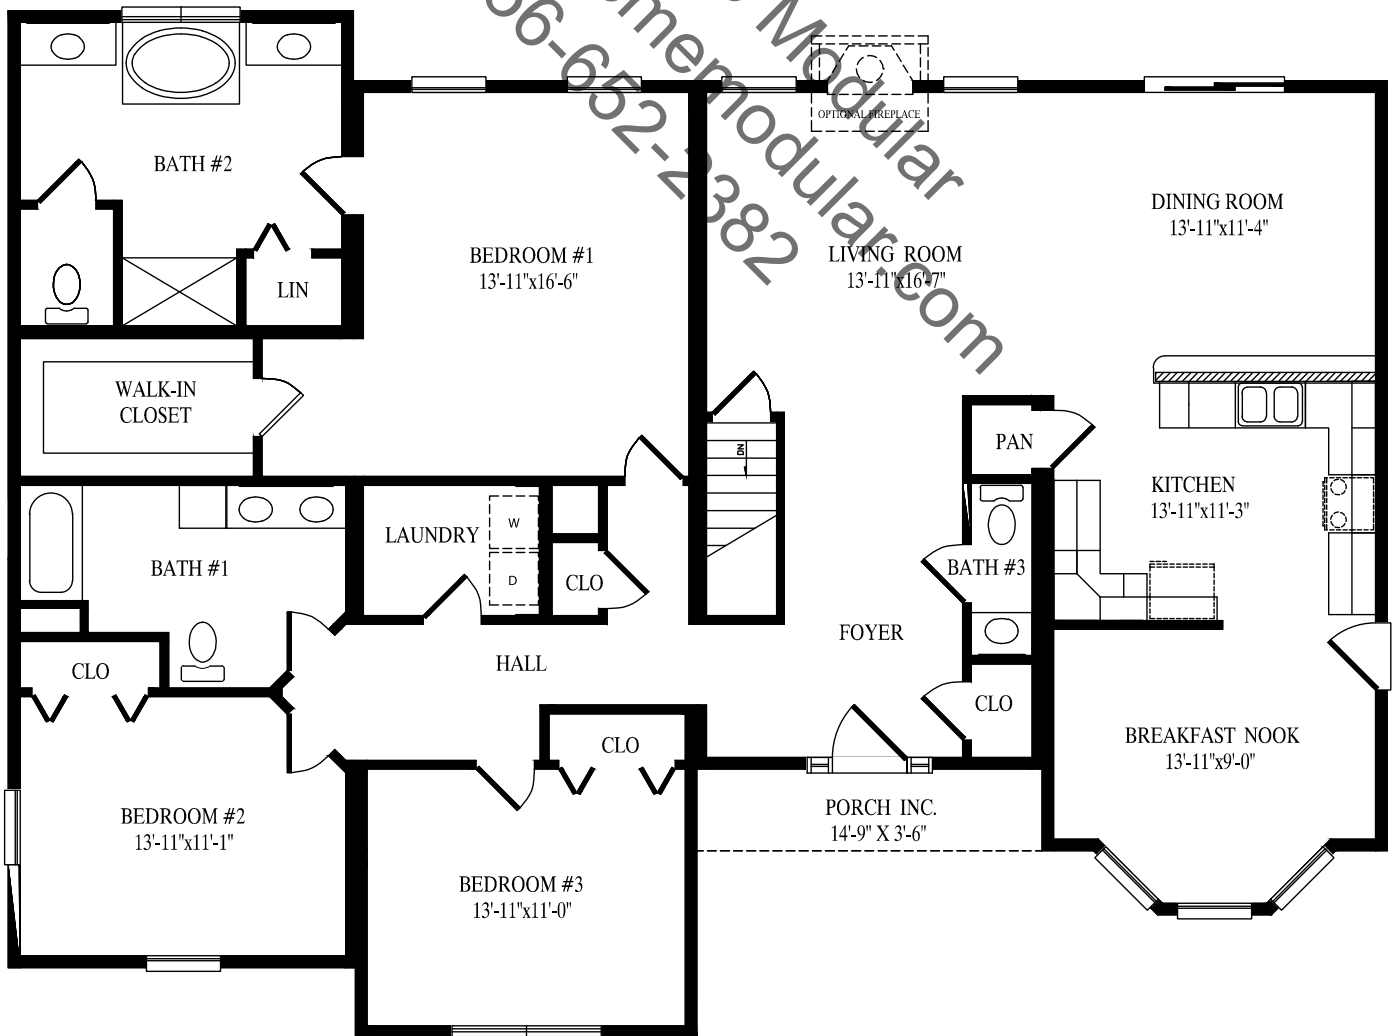 Modular
homemodular.com
66-652-2382
OPTIONAL FIREPLACE
BATH #2
LIN
BEDROOM #1
13'-11"x16'-6"
LIVING ROOM
13'-11"x16'-7"
DINING ROOM
13'-11"x11'-4"
WALK-IN
CLOSET
DN
PAN
KITCHEN
13'-11"x11'-3"
LAUNDRY
W
D
CLO
BATH #1
BATH #3
FOYER
HALL
CLO
CLO
CLO
BREAKFAST NOOK
13'-11"x9'-0"
BEDROOM #2
13'-11"x11'-1"
PORCH INC.
14'-9" X 3'-6"
BEDROOM #3
13'-11"x11'-0"